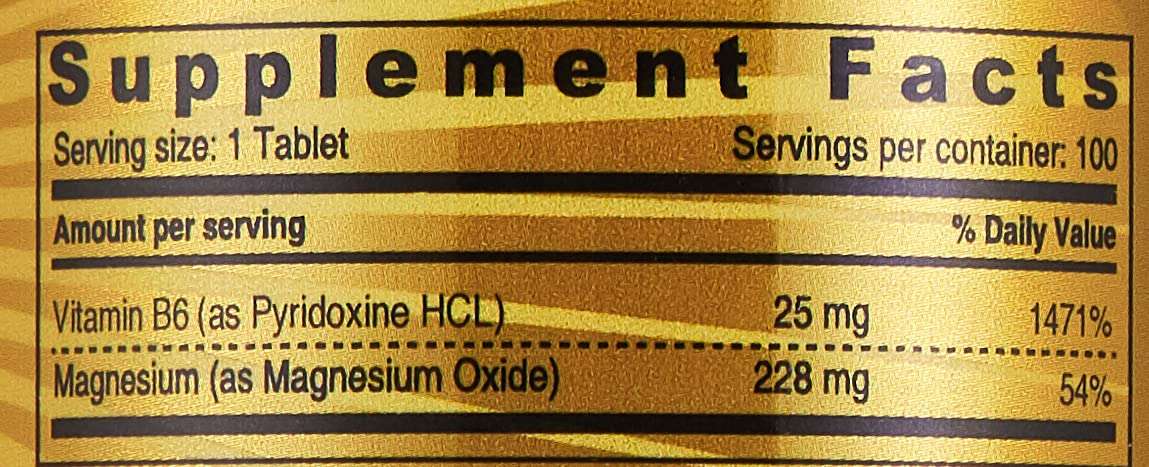 Supplement Facts
Serving size: 1 Tablet Servings per container: 100
Amount per serving % Daily Value
Vitamin B6 (as Pyridoxine HCL) 25 mg 1471%
Magnesium (as Magnesium Oxide) 228 mg 54%